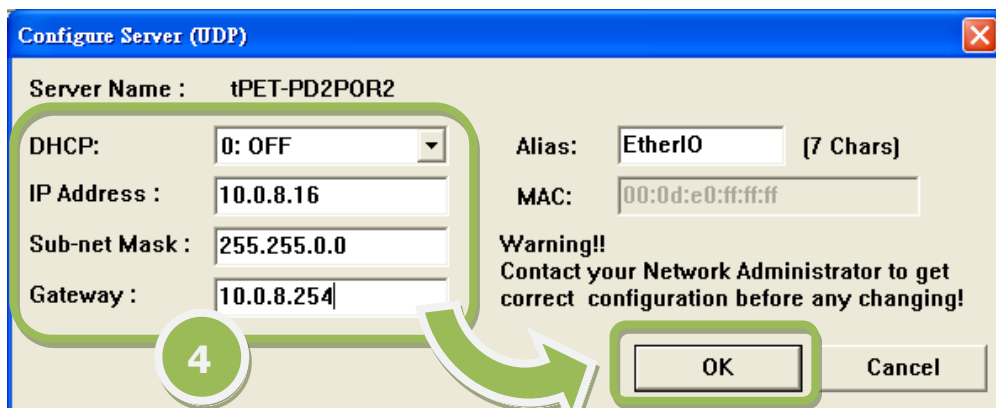 Configure Server (UDP)
Server Name : tPET-PD2POR2
DHCP: 0: OFF
Alias: EtherIO (7 Chars)
IP Address : 10.0.8.16
MAC: 00:0d:e0:ff:ff:ff
Sub-net Mask : 255.255.0.0
Gateway : 10.0.8.254
Warning!!
Contact your Network Administrator to get
correct configuration before any changing!
4
OK
Cancel